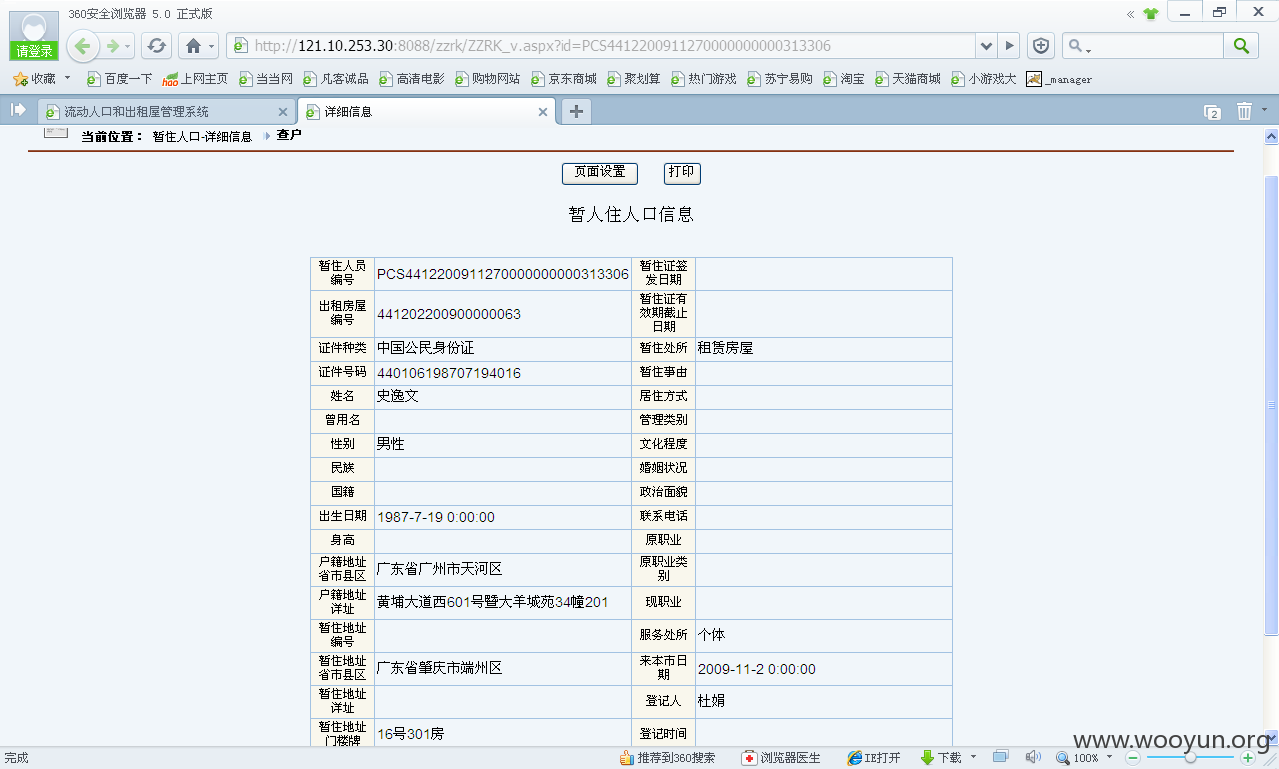 360安全浏览器 5.0 正式版
请登录
http://121.10.253.30:8088/zzrk/ZZRK_v.aspx?id=PCS4412200911270000000000313306
收藏 百度一下 上网主页 当当网 凡客诚品 高清电影 购物网站 京东商城 聚划算 热门游戏 苏宁易购 淘宝 天猫商城 小游戏大 _manager
流动人口和出租屋管理系统 详细信息 2
当前位置： 暂住人口-详细信息 查户
页面设置 打印
暂人住人口信息
暂住人员编号 PCS4412200911270000000000313306 暂住证签发日期
出租房屋编号 441202200900000063 暂住证有效期截止日期
证件种类 中国公民身份证 暂住处所 租赁房屋
证件号码 440106198707194016 暂住事由
姓名 史逸文 居住方式
曾用名 管理类别
性别 男性 文化程度
民族 婚姻状况
国籍 政治面貌
出生日期 1987-7-19 0:00:00 联系电话
身高 原职业
户籍地址省市县区 广东省广州市天河区 原职业类别
户籍地址详址 黄埔大道西601号暨大羊城苑34幢201 现职业
暂住地址编号 服务处所 个体
暂住地址省市县区 广东省肇庆市端州区 来本市日期 2009-11-2 0:00:00
暂住地址详址 登记人 杜娟
暂住地址门楼牌 16号301房 登记时间
www.wooyun.org
完成 推荐到360搜索 浏览器医生 IE打开 下载 100%